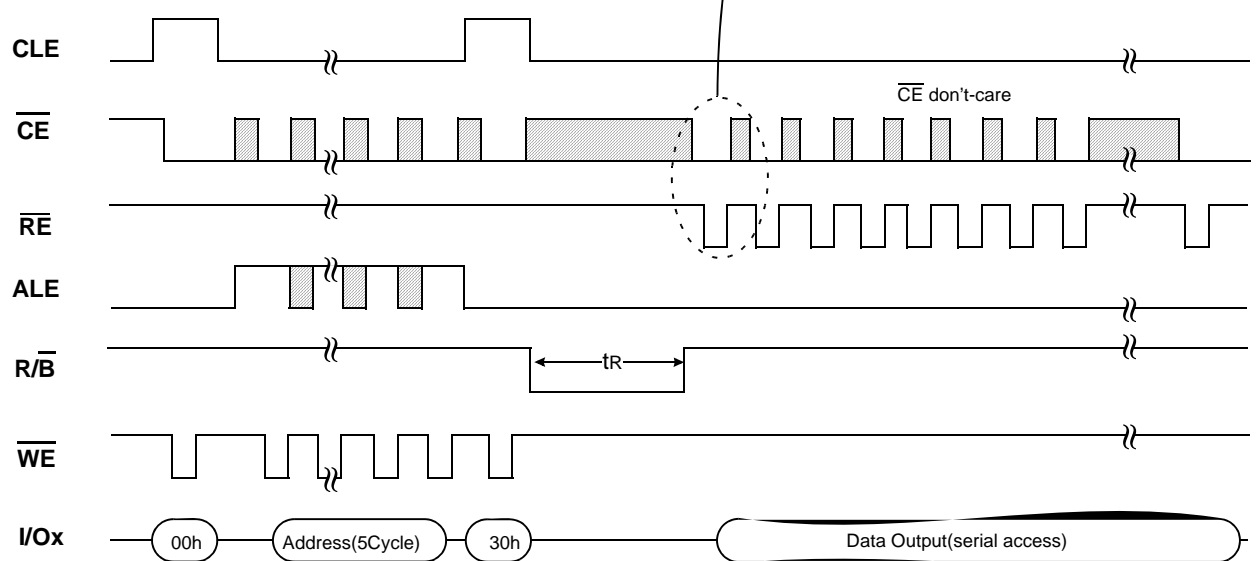 CLE
CE don't-care
CE
RE
ALE
R/B
tR
WE
I/Ox
00h
Address(5Cycle)
30h
Data Output(serial access)